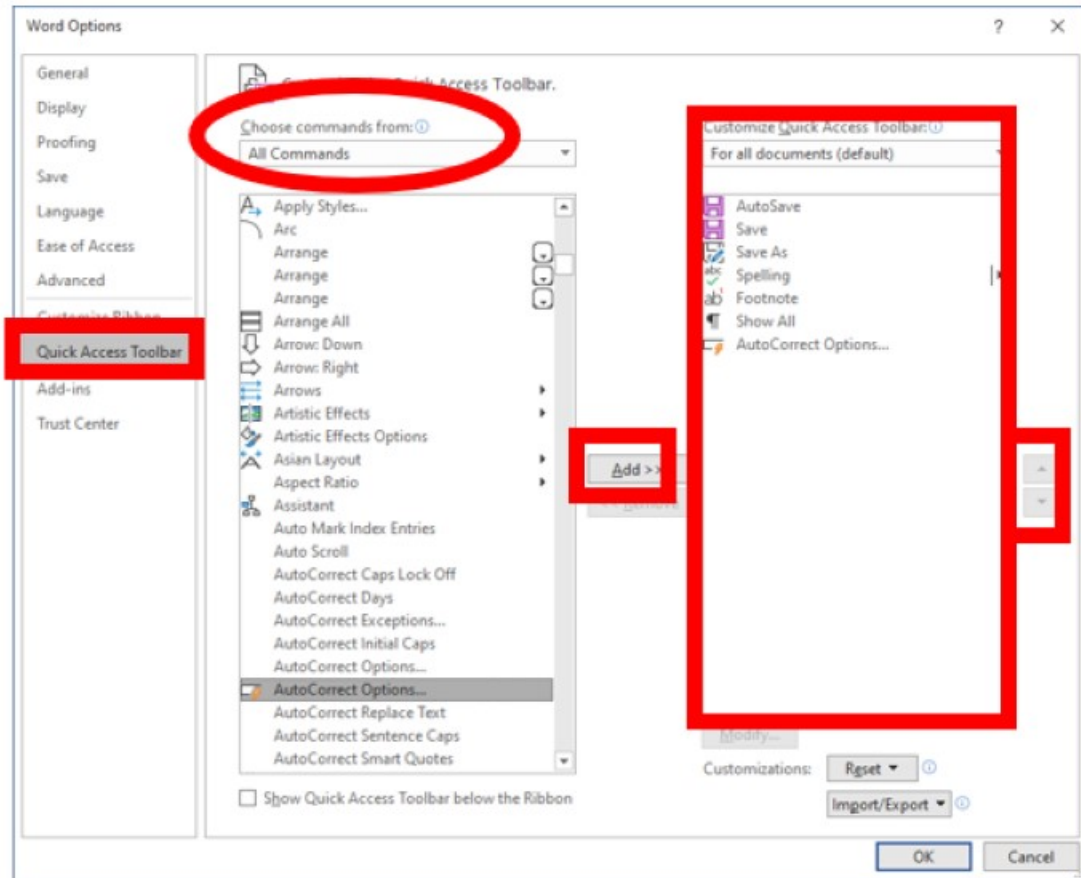 Word Options
?
General
Display
Proofing
Save
Language
Ease of Access
Advanced
Customize Ribbon
Quick Access Toolbar
Add-ins
Trust Center
Quick Access Toolbar.
Choose commands from:
All Commands
Apply Styles...
Arc
Arrange
Arrange
Arrange
Arrange All
Arrow: Down
Arrow: Right
Arrows
Artistic Effects
Artistic Effects Options
Asian Layout
Aspect Ratio
Assistant
Auto Mark Index Entries
Auto Scroll
AutoCorrect Caps Lock Off
AutoCorrect Days
AutoCorrect Exceptions...
AutoCorrect Initial Caps
AutoCorrect Options...
AutoCorrect Options...
AutoCorrect Replace Text
AutoCorrect Sentence Caps
AutoCorrect Smart Quotes
Show Quick Access Toolbar below the Ribbon
Add >>
<< Remove
Customize Quick Access Toolbar:
For all documents (default)
AutoSave
Save
Save As
Spelling
Footnote
Show All
AutoCorrect Options...
Modify...
Customizations:
Reset
Import/Export
OK
Cancel